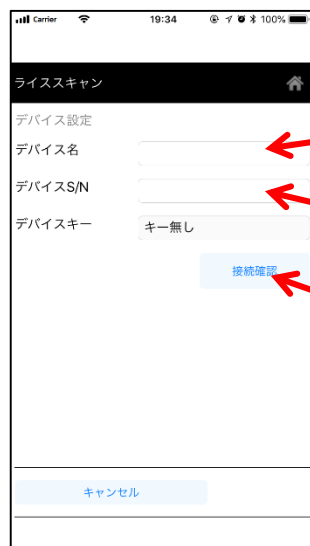 Carrier 19:34 100%
ライススキャン
デバイス設定
デバイス名
デバイスS/N
デバイスキー キー無し
接続確認
キャンセル